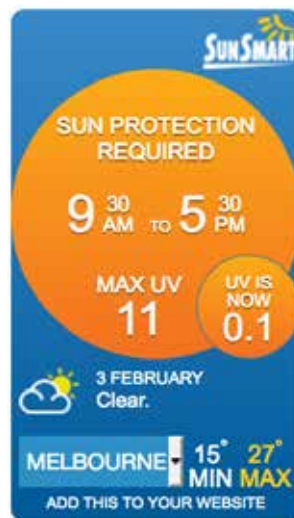 SUNSMART
SUN PROTECTION
REQUIRED
9 30 AM TO 5 30 PM
MAX UV
11
UV IS
NOW
0.1
3 FEBRUARY
Clear.
MELBOURNE
15° 27°
MIN MAX
ADD THIS TO YOUR WEBSITE